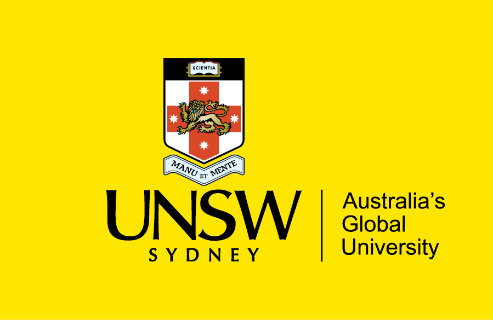 SCIENTIA
MANU ET MENTE
UNSW
SYDNEY
Australia's
Global
University